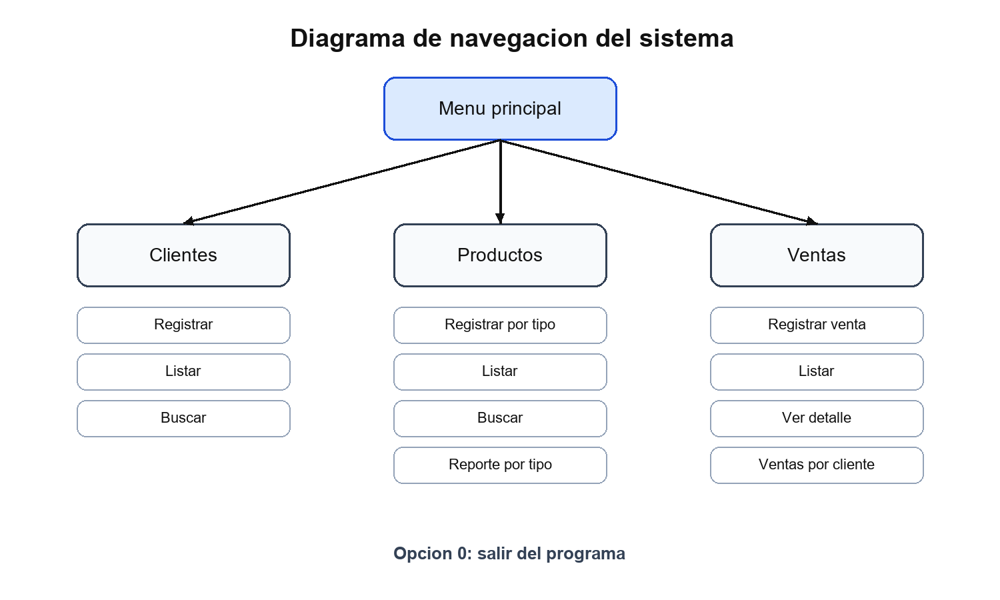 Diagrama de navegacion del sistema
Menu principal
Clientes
Productos
Ventas
Registrar
Registrar por tipo
Registrar venta
Listar
Listar
Listar
Buscar
Buscar
Ver detalle
Reporte por tipo
Ventas por cliente
Opcion 0: salir del programa